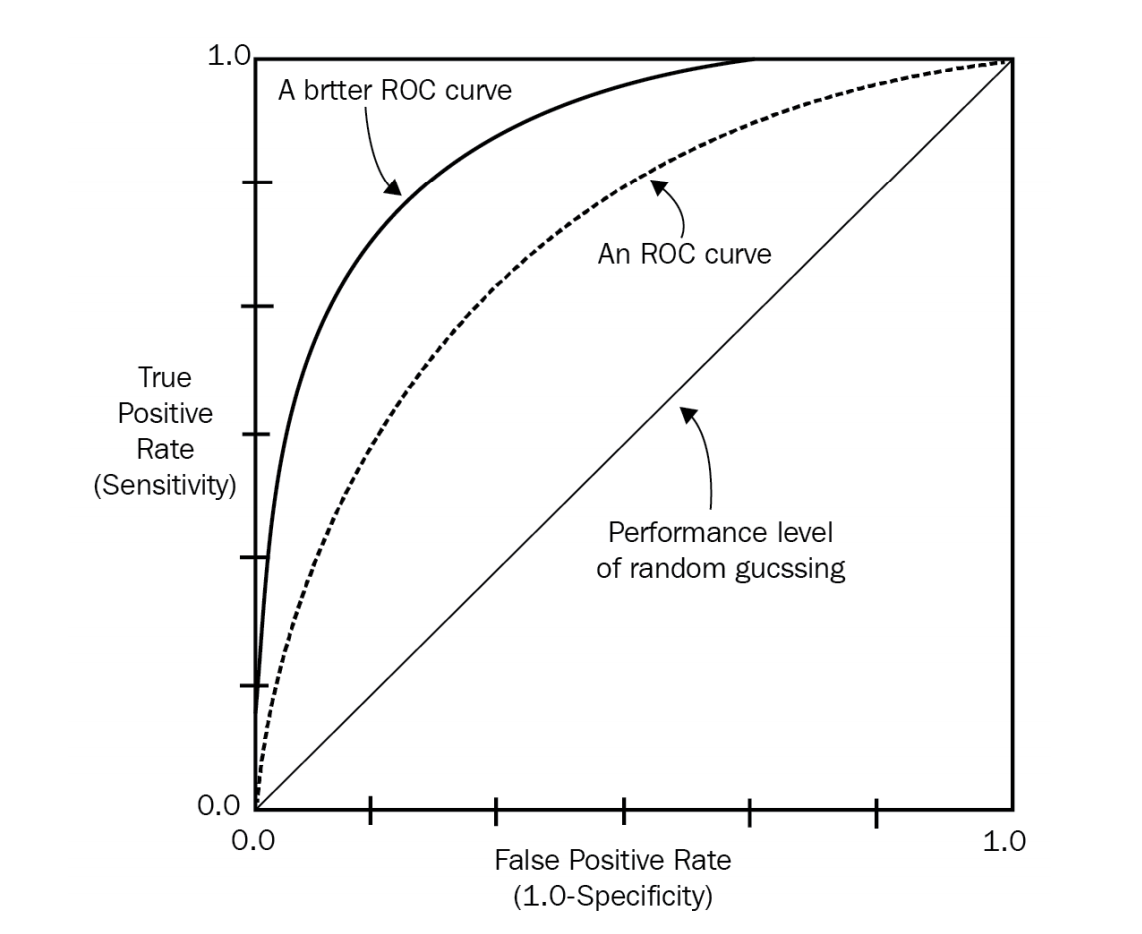 1.0
A brtter ROC curve
An ROC curve
True
Positive
Rate
(Sensitivity)
Performance level
of random gucssing
0.0
0.0
1.0
False Positive Rate
(1.0-Specificity)